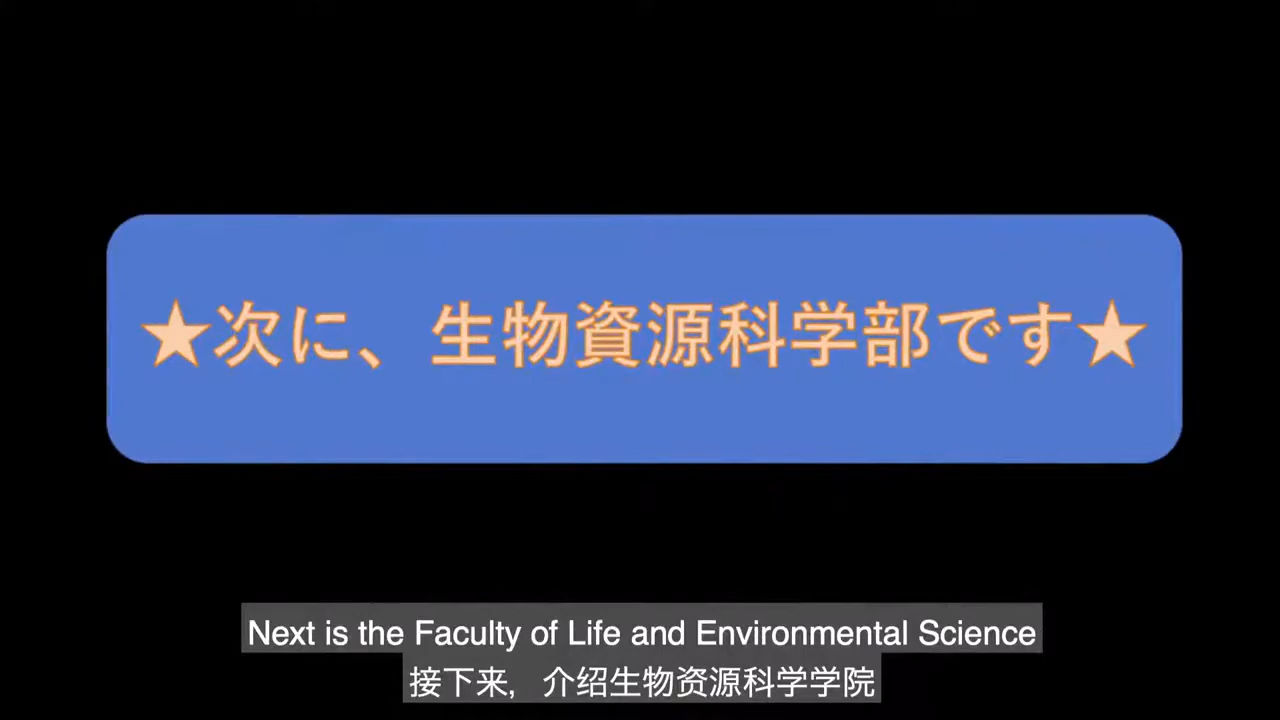 ★次に、生物資源科学部です★
Next is the Faculty of Life and Environmental Science
接下来，介绍生物资源科学学院